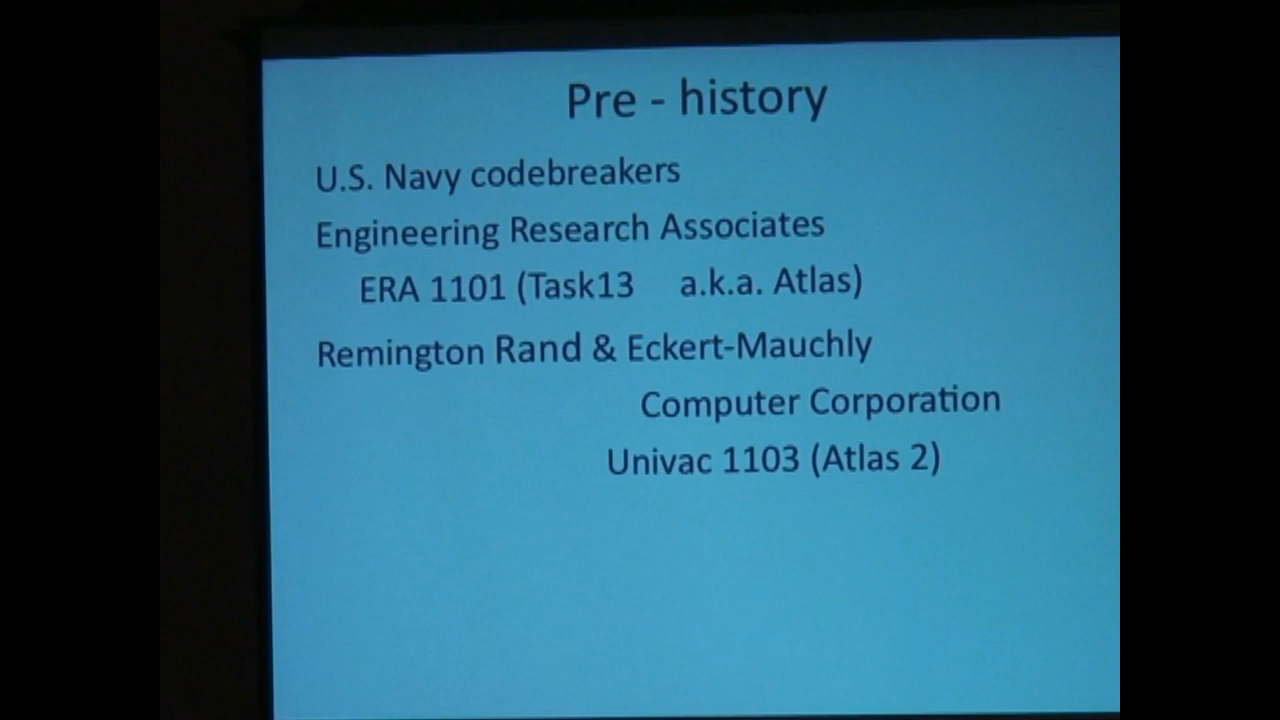 Pre - history
U.S. Navy codebreakers
Engineering Research Associates
ERA 1101 (Task13 a.k.a. Atlas)
Remington Rand & Eckert-Mauchly
Computer Corporation
Univac 1103 (Atlas 2)